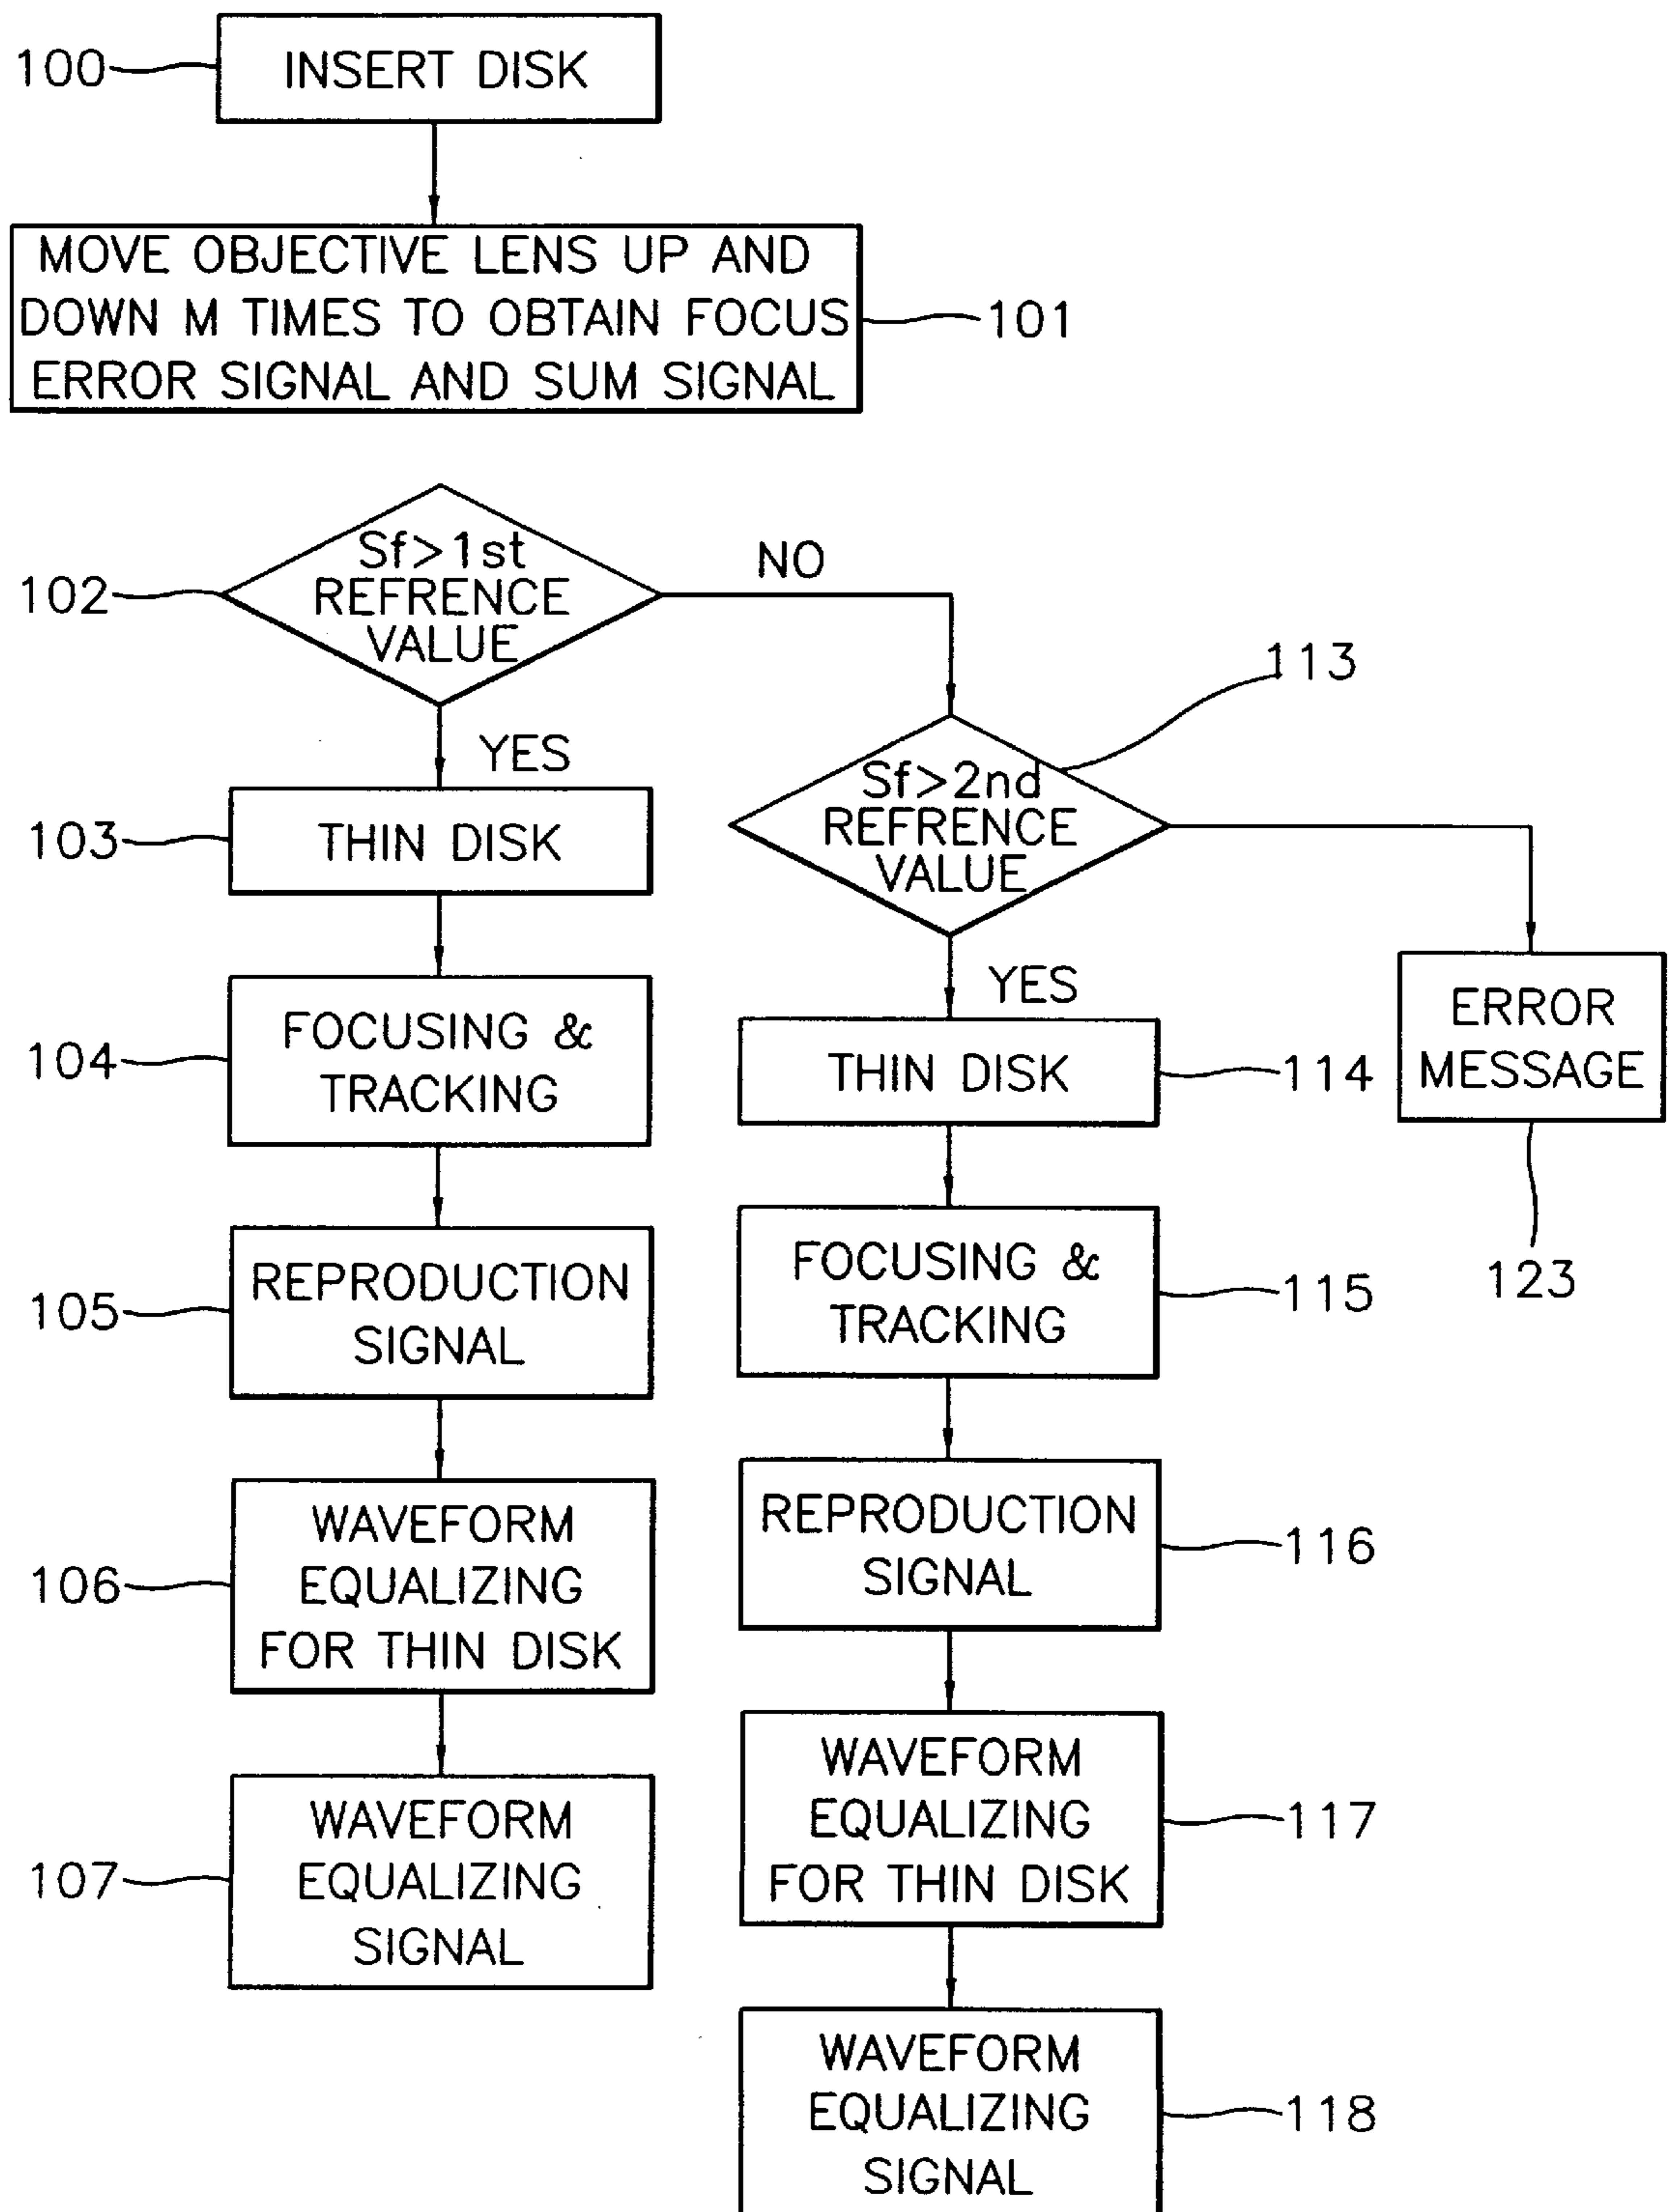 100
INSERT DISK
MOVE OBJECTIVE LENS UP AND
DOWN M TIMES TO OBTAIN FOCUS
ERROR SIGNAL AND SUM SIGNAL
101
102
Sf>1st
REFRENCE
VALUE
NO
YES
113
Sf>2nd
REFRENCE
VALUE
YES
103
THIN DISK
104
FOCUSING &
TRACKING
105
REPRODUCTION
SIGNAL
106
WAVEFORM
EQUALIZING
FOR THIN DISK
107
WAVEFORM
EQUALIZING
SIGNAL
THIN DISK
114
FOCUSING &
TRACKING
115
REPRODUCTION
SIGNAL
116
WAVEFORM
EQUALIZING
FOR THIN DISK
117
WAVEFORM
EQUALIZING
SIGNAL
118
ERROR
MESSAGE
123